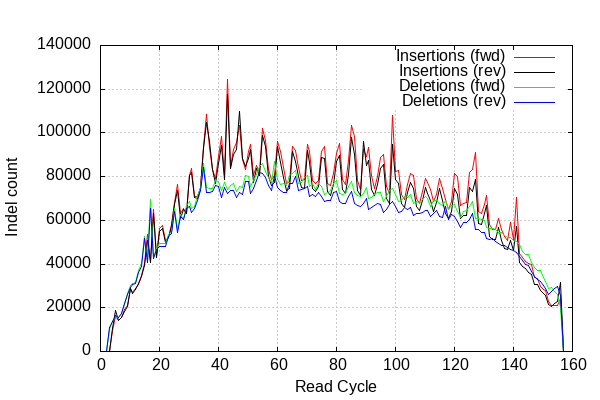 140000
120000
100000
80000
60000
40000
20000
0
Indel count
Insertions (fwd)
Insertions (rev)
Deletions (fwd)
Deletions (rev)
0 20 40 60 80 100 120 140 160
Read Cycle